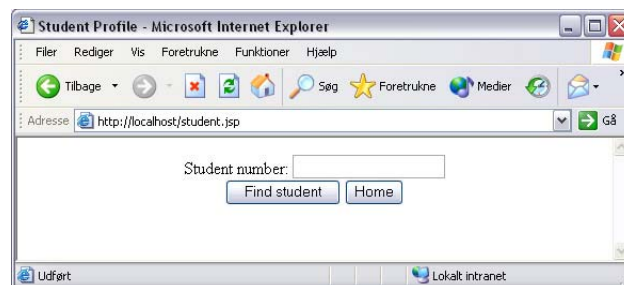 Student Profile - Microsoft Internet Explorer
Filer Rediger Vis Foretrukne Funktioner Hjælp
Tilbage Søg Foretrukne Medier »
Adresse http://localhost/student.jsp Gå
Student number:
Find student Home
Udført Lokalt intranet